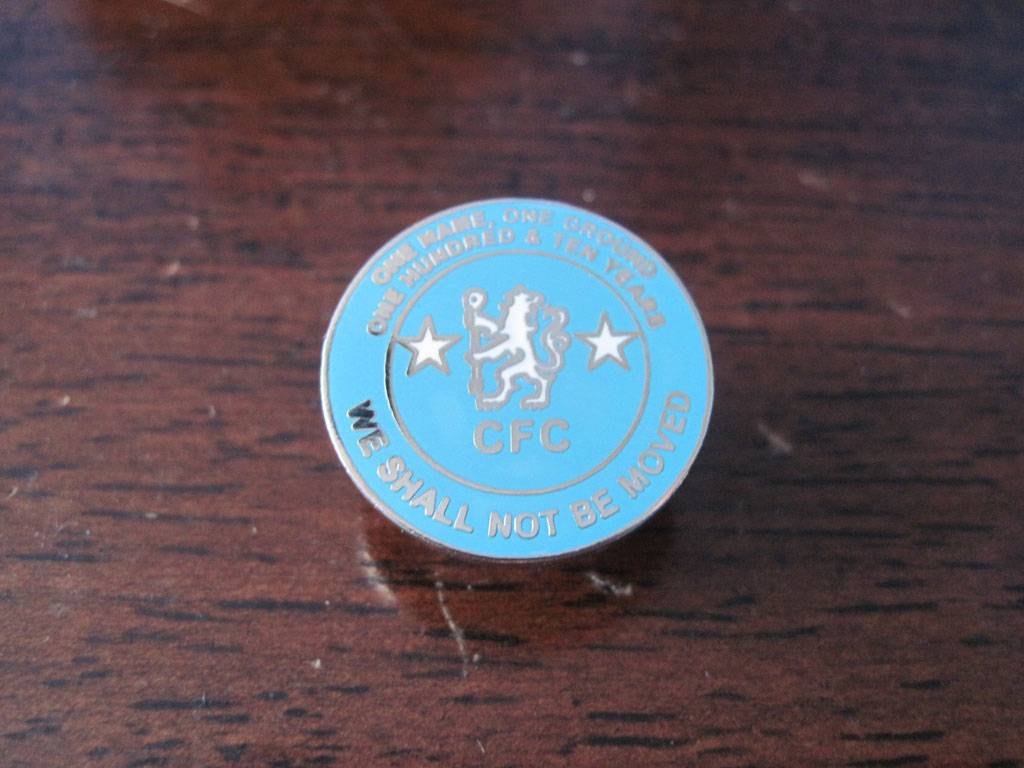 ONE NAME, ONE GROUND
ONE HUNDRED & TEN YEARS
CFC
WE SHALL NOT BE MOVED